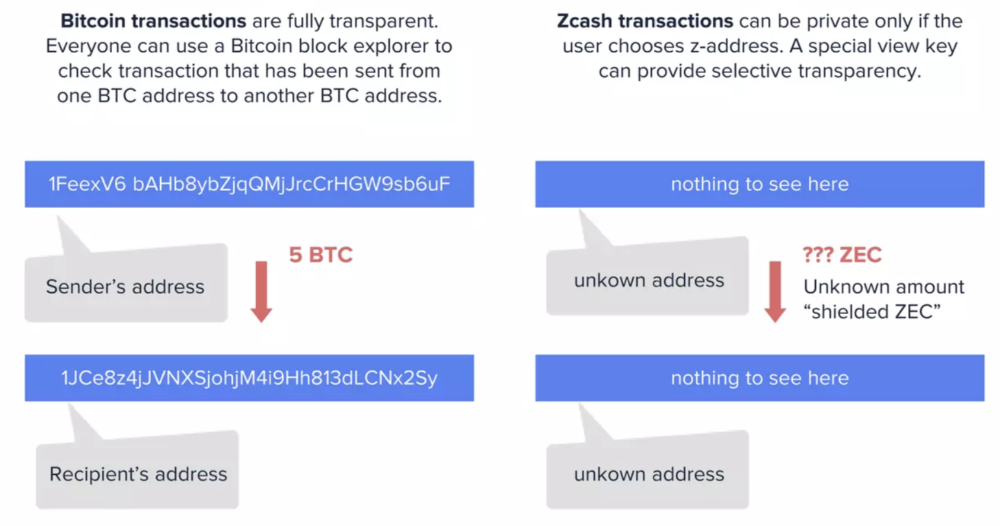 Bitcoin transactions are fully transparent.
Everyone can use a Bitcoin block explorer to
check transaction that has been sent from
one BTC address to another BTC address.
1FeexV6 bAHb8ybZjqQMjJrcCrHGW9sb6uF
5 BTC
Sender's address
1JCe8z4jJVNXSjohjM4i9Hh813dLCNx2Sy
Recipient's address
Zcash transactions can be private only if the
user chooses z-address. A special view key
can provide selective transparency.
nothing to see here
??? ZEC
unkown address
Unknown amount
“shielded ZEC”
nothing to see here
unkown address